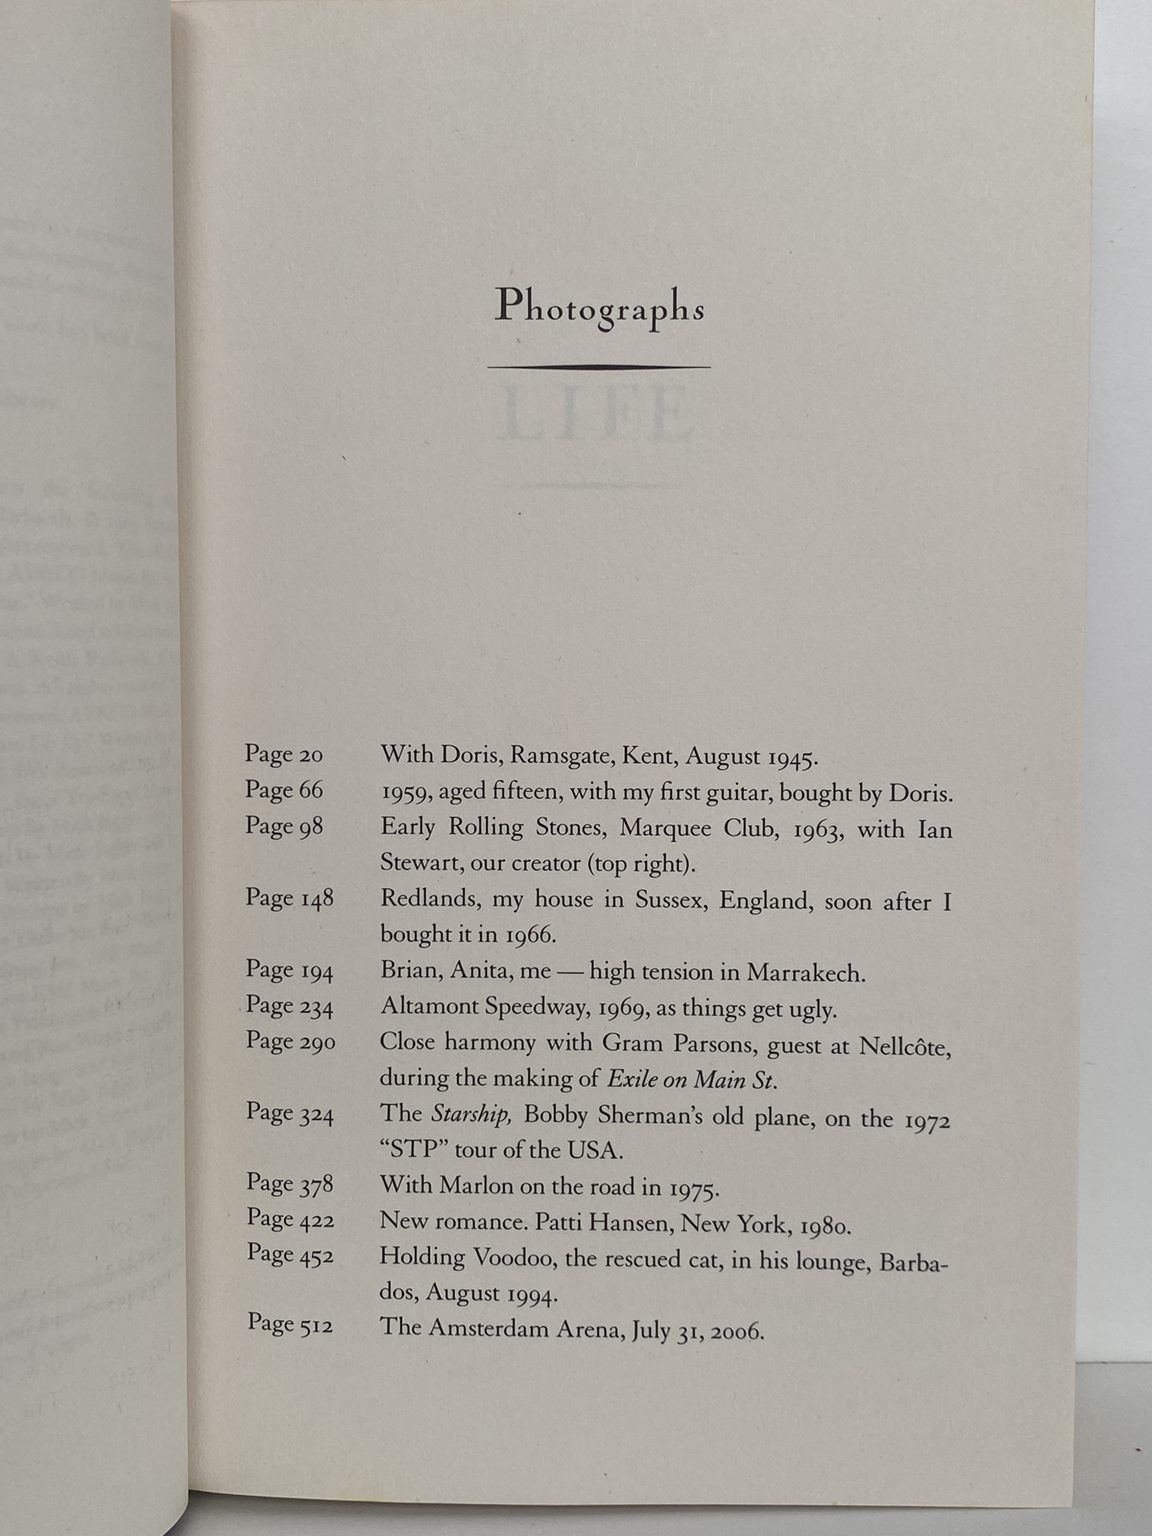 Photographs
LIFE
Page 20 With Doris, Ramsgate, Kent, August 1945.
Page 66 1959, aged fifteen, with my first guitar, bought by Doris.
Page 98 Early Rolling Stones, Marquee Club, 1963, with Ian
Stewart, our creator (top right).
Page 148 Redlands, my house in Sussex, England, soon after I
bought it in 1966.
Page 194 Brian, Anita, me — high tension in Marrakech.
Page 234 Altamont Speedway, 1969, as things get ugly.
Page 290 Close harmony with Gram Parsons, guest at Nellcôte,
during the making of Exile on Main St.
Page 324 The Starship, Bobby Sherman’s old plane, on the 1972
“STP” tour of the USA.
Page 378 With Marlon on the road in 1975.
Page 422 New romance. Patti Hansen, New York, 1980.
Page 452 Holding Voodoo, the rescued cat, in his lounge, Barba-
dos, August 1994.
Page 512 The Amsterdam Arena, July 31, 2006.